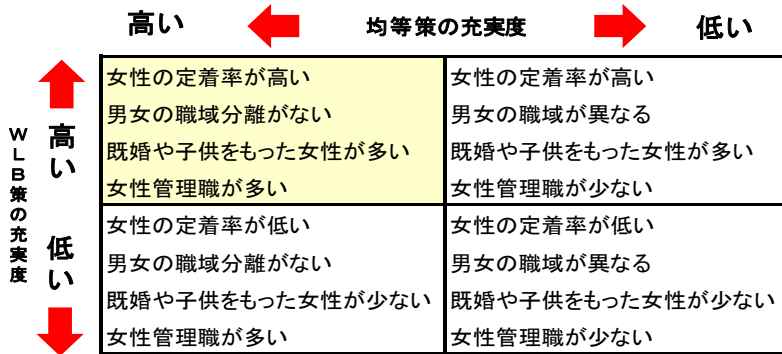 高い 均等策の充実度 低い
WLB策の充実度
高い
低い
女性の定着率が高い
男女の職域分離がない
既婚や子供をもった女性が多い
女性管理職が多い
女性の定着率が高い
男女の職域が異なる
既婚や子供をもった女性が多い
女性管理職が少ない
女性の定着率が低い
男女の職域分離がない
既婚や子供をもった女性が少ない
女性管理職が多い
女性の定着率が低い
男女の職域が異なる
既婚や子供をもった女性が少ない
女性管理職が少ない